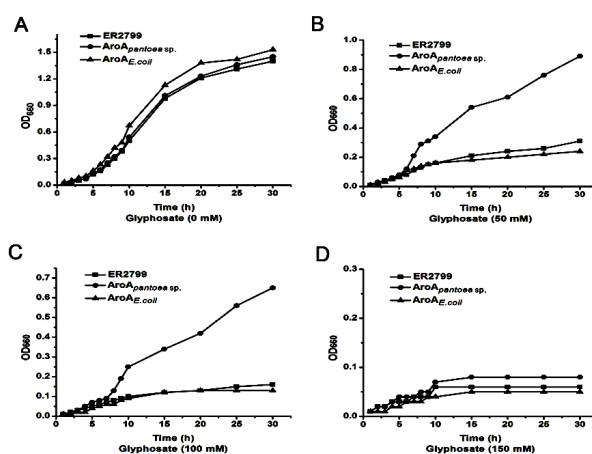 A
ER2799
AroApantoea sp.
AroAE.coil
OD660
1.5
1.2
0.9
0.6
0.3
0.0
0 5 10 15 20 25 30
Time (h)
Glyphosate (0 mM)
B
ER2799
AroApantoea sp.
AroAE.coil
OD660
1.0
0.8
0.6
0.4
0.2
0.0
0 5 10 15 20 25 30
Time (h)
Glyphosate (50 mM)
C
ER2799
AroApantoea sp.
AroAE.coil
OD660
0.7
0.6
0.5
0.4
0.3
0.2
0.1
0.0
0 5 10 15 20 25 30
Time (h)
Glyphosate (100 mM)
D
ER2799
AroApantoea sp.
AroAE.coil
OD660
0.3
0.2
0.1
0.0
0 5 10 15 20 25 30
Time (h)
Glyphosate (150 mM)